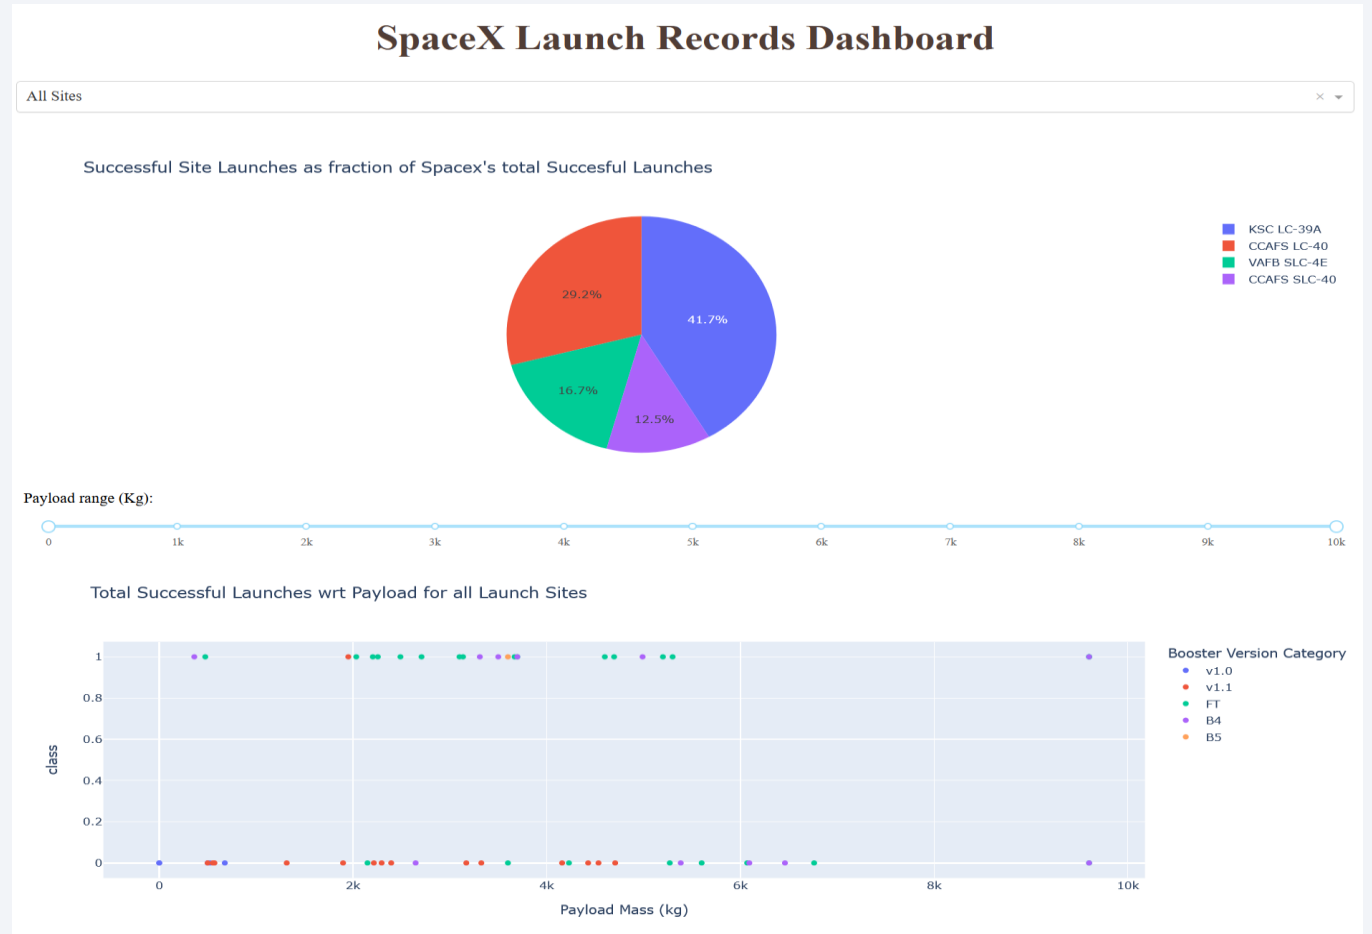 SpaceX Launch Records Dashboard
All Sites × 
Successful Site Launches as fraction of Spacex's total Succesful Launches
KSC LC-39A
CCAFS LC-40
VAFB SLC-4E
CCAFS SLC-40
29.2%
41.7%
16.7%
12.5%
Payload range (Kg):
0 1k 2k 3k 4k 5k 6k 7k 8k 9k 10k
Total Successful Launches wrt Payload for all Launch Sites
Booster Version Category
v1.0
v1.1
FT
B4
B5
class
1
0.8
0.6
0.4
0.2
0
0 2k 4k 6k 8k 10k
Payload Mass (kg)